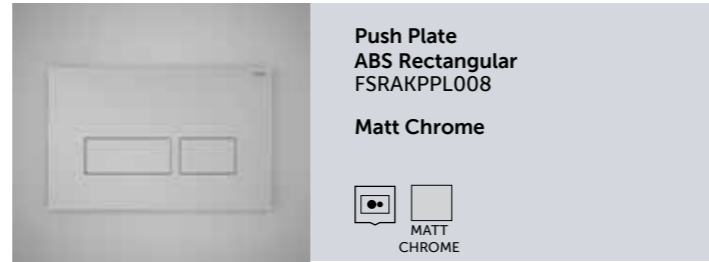 Push Plate
ABS Rectangular
FSRAKPPL008
Matt Chrome
MATT
CHROME